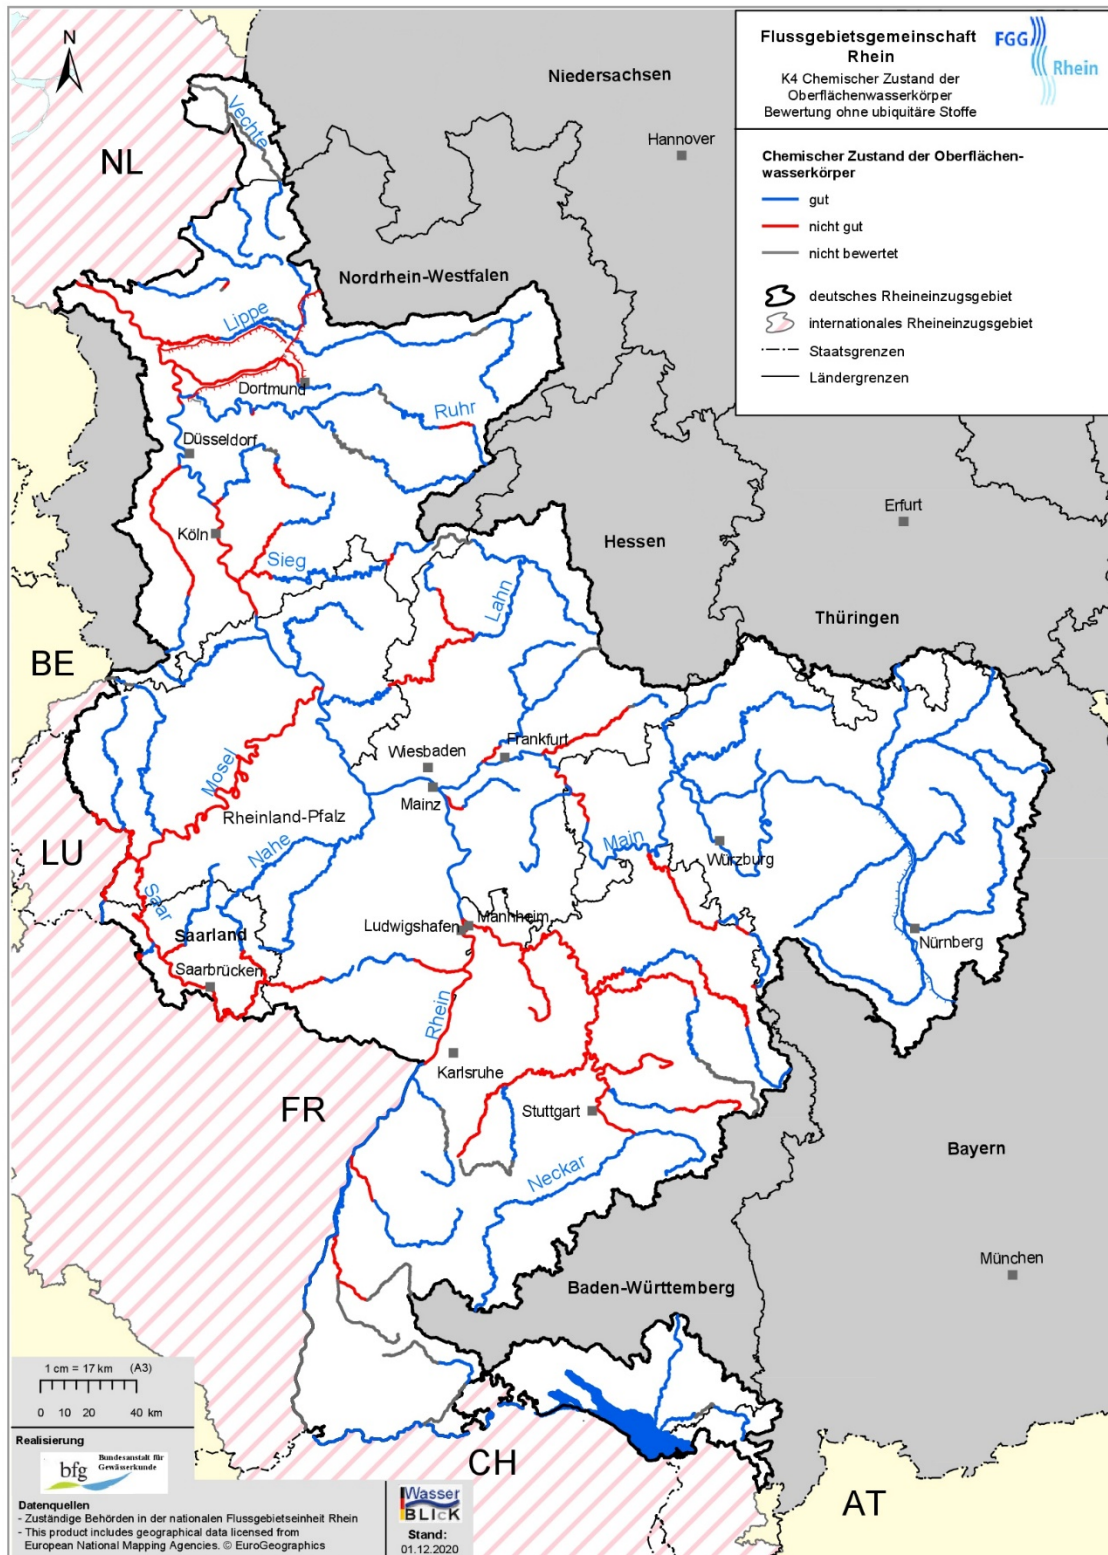 Flussgebietsgemeinschaft
Rhein
K4 Chemischer Zustand der
Oberflächenwasserkörper
Bewertung ohne ubiquitäre Stoffe
FGG
Rhein
Chemischer Zustand der Oberflächen-
wasserkörper
gut
nicht gut
nicht bewertet
deutsches Rheineinzugsgebiet
internationales Rheineinzugsgebiet
Staatsgrenzen
Ländergrenzen
N
Niedersachsen
Vechte
Hannover
NL
Nordrhein-Westfalen
Lippe
Dortmund
Ruhr
Düsseldorf
Erfurt
Köln
Hessen
Sieg
Lahn
Thüringen
BE
Mosel
Wiesbaden
Frankfurt
Mainz
Rheinland-Pfalz
Main
Würzburg
LU
Nahe
Saar
Ludwigshafen
Mannheim
Nürnberg
Saarland
Saarbrücken
Rhein
Karlsruhe
FR
Stuttgart
Bayern
Neckar
München
Baden-Württemberg
CH
AT
1 cm = 17 km (A3)
0 10 20 40 km
Realisierung
bfg
Bundesanstalt für
Gewässerkunde
Datenquellen
- Zuständige Behörden in der nationalen Flussgebietseinheit Rhein
- This product includes geographical data licensed from
European National Mapping Agencies. © EuroGeographics
Wasser
BLIcK
Stand:
01.12.2020